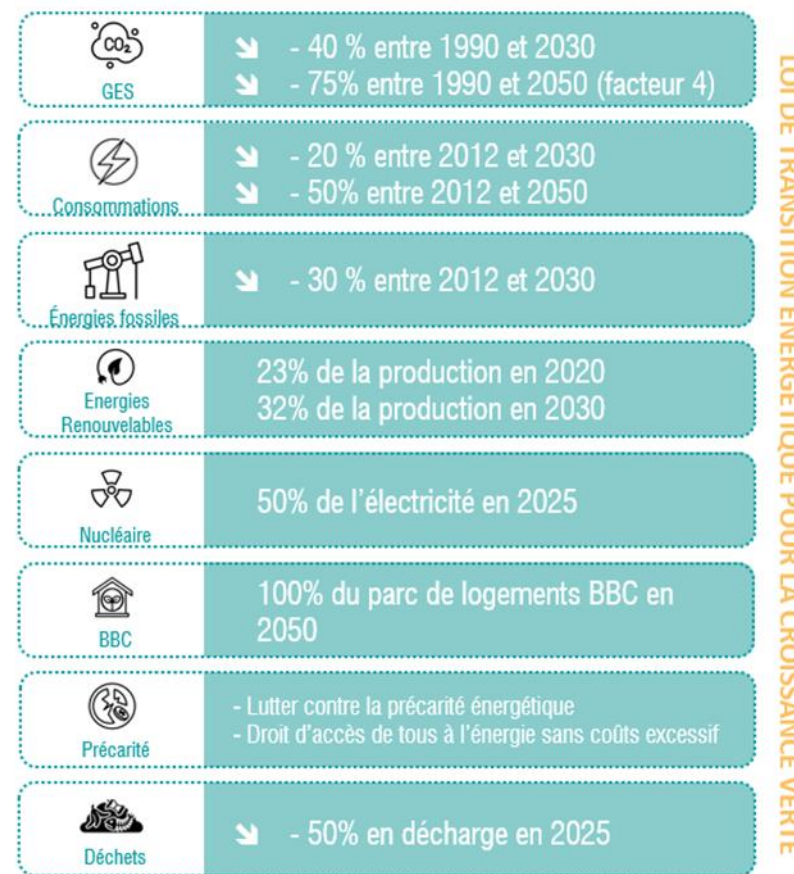 CO₂
GES
- 40 % entre 1990 et 2030
- 75% entre 1990 et 2050 (facteur 4)
Consommations
- 20 % entre 2012 et 2030
- 50% entre 2012 et 2050
Énergies fossiles
- 30 % entre 2012 et 2030
Energies
Renouvelables
23% de la production en 2020
32% de la production en 2030
Nucléaire
50% de l'électricité en 2025
BBC
100% du parc de logements BBC en
2050
Précarité
- Lutter contre la précarité énergétique
- Droit d'accès de tous à l'énergie sans coûts excessif
Déchets
- 50% en décharge en 2025
LOI DE TRANSITION ENERGETIQUE POUR LA CROISSANCE VERTE